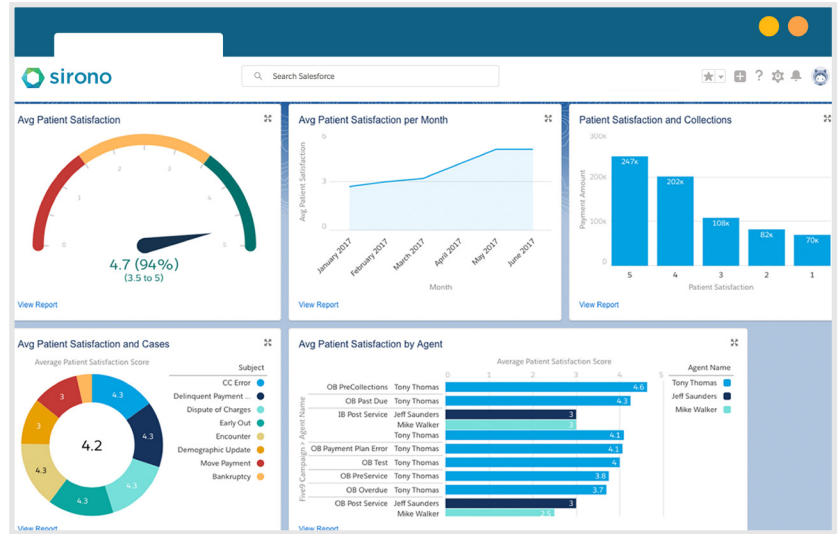 sirono
Search Salesforce
Avg Patient Satisfaction
0
1
2
3
4
5
4.7 (94%)
(3.5 to 5)
View Report
Avg Patient Satisfaction per Month
Avg Patient Satisfaction
6
3
0
January 2017
February 2017
March 2017
April 2017
May 2017
June 2017
Month
View Report
Patient Satisfaction and Collections
Payment Amount
300K
200K
100K
0
247K
202K
108K
82K
70K
5 4 3 2 1
Patient Satisfaction
View Report
Avg Patient Satisfaction and Cases
Average Patient Satisfaction Score
4.3
4.3
4.3
4.3
4.3
3
3
4.2
Subject
CC Error
Delinquent Payment ...
Dispute of Charges
Early Out
Encounter
Demographic Update
Move Payment
Bankruptcy
View Report
Avg Patient Satisfaction by Agent
Average Patient Satisfaction Score
0 1 2 3 4 5
Five9 Campaign > Agent Name
OB PreCollections Tony Thomas 4.6
OB Past Due Tony Thomas 4.3
IB Post Service Jeff Saunders 3
Mike Walker 3
Tony Thomas 4.1
OB Payment Plan Error Tony Thomas 4.1
OB Test Tony Thomas 4
OB PreService Tony Thomas 3.8
OB Overdue Tony Thomas 3.7
OB Post Service Jeff Saunders 3
Mike Walker 2.5
Agent Name
Tony Thomas
Jeff Saunders
Mike Walker
View Report